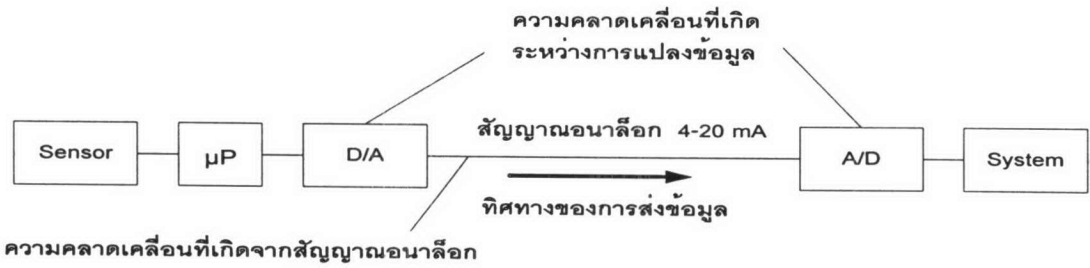 ความคลาดเคลื่อนที่เกิด
ระหว่างการแปลงข้อมูล
สัญญาณอนาล็อก 4-20 mA
Sensor
µP
D/A
A/D
System
ทิศทางของการส่งข้อมูล
ความคลาดเคลื่อนที่เกิดจากสัญญาณอนาล็อก